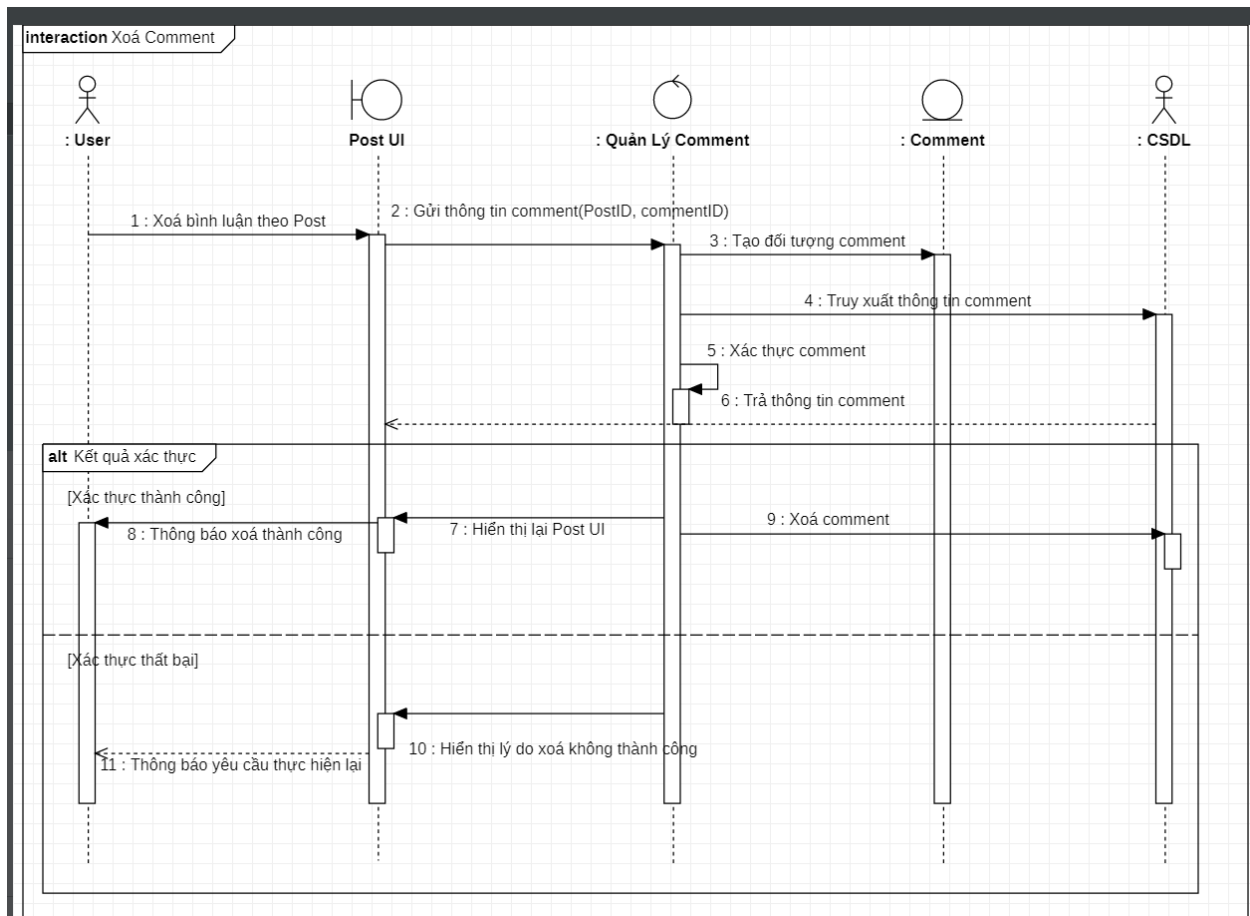 interaction Xoá Comment
: User
Post UI
: Quản Lý Comment
: Comment
: CSDL
1 : Xoá bình luận theo Post
2 : Gửi thông tin comment(PostID, commentID)
3 : Tạo đối tượng comment
4 : Truy xuất thông tin comment
5 : Xác thực comment
6 : Trả thông tin comment
alt Kết quả xác thực
[Xác thực thành công]
7 : Hiển thị lại Post UI
8 : Thông báo xoá thành công
9 : Xoá comment
[Xác thực thất bại]
10 : Hiển thị lý do xoá không thành công
11 : Thông báo yêu cầu thực hiện lại